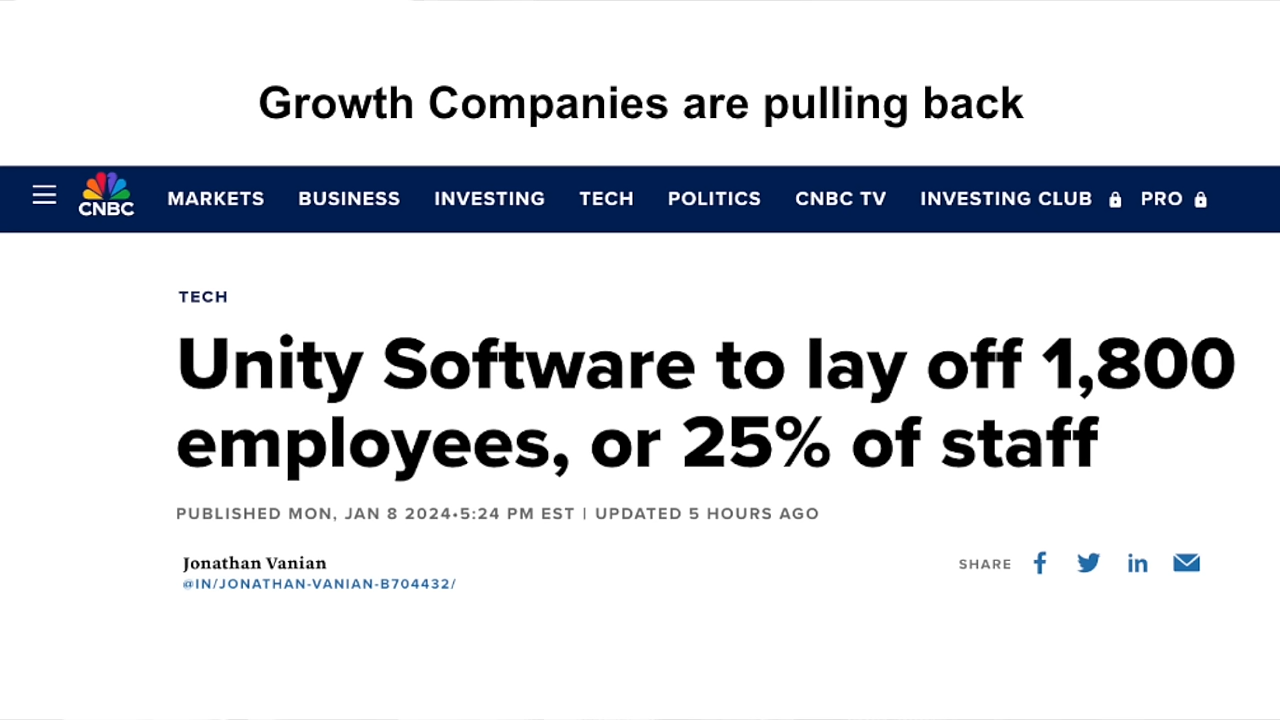 Growth Companies are pulling back
CNBC
MARKETS BUSINESS INVESTING TECH POLITICS CNBC TV INVESTING CLUB PRO
TECH
Unity Software to lay off 1,800
employees, or 25% of staff
PUBLISHED MON, JAN 8 2024•5:24 PM EST | UPDATED 5 HOURS AGO
Jonathan Vanian
@IN/JONATHAN-VANIAN-B704432/
SHARE f in